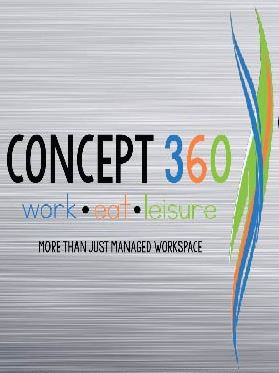 CONCEPT 360
work • eat • leisure
MORE THAN JUST MANAGED WORKSPACE